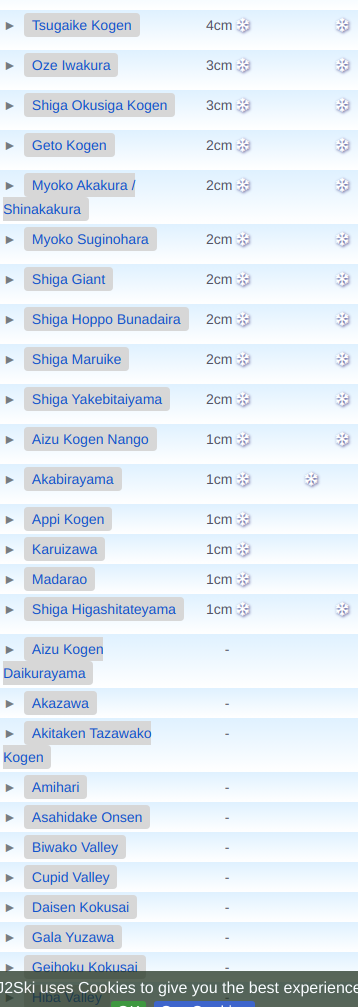 Tsugaike Kogen 4cm
Oze Iwakura 3cm
Shiga Okusiga Kogen 3cm
Geto Kogen 2cm
Myoko Akakura / 2cm
Shinakakura
Myoko Suginohara 2cm
Shiga Giant 2cm
Shiga Hoppo Bunadaira 2cm
Shiga Maruike 2cm
Shiga Yakebitaiyama 2cm
Aizu Kogen Nango 1cm
Akabirayama 1cm
Appi Kogen 1cm
Karuizawa 1cm
Madarao 1cm
Shiga Higashitateyama 1cm
Aizu Kogen -
Daikurayama
Akazawa -
Akitaken Tazawako -
Kogen
Amihari -
Asahidake Onsen -
Biwako Valley -
Cupid Valley -
Daisen Kokusai -
Gala Yuzawa -
Geihoku Kokusai -
J2Ski uses Cookies to give you the best experience
Hiba Valley